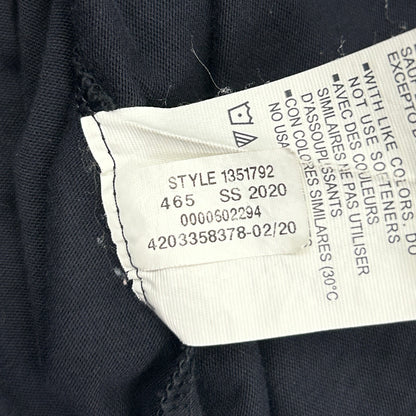 STYLE 1351792
465 SS 2020
0000602294
4203358378-02/20
EXCEPTO
•WITH LIKE COLORS, DO
NOT USE SOFTENERS
•AVEC DES COULEURS
SIMILAIRES NE PAS UTILISER
D'ASSOUPLISSANTS
•CON COLORES SIMILARES (30°C
NO USA